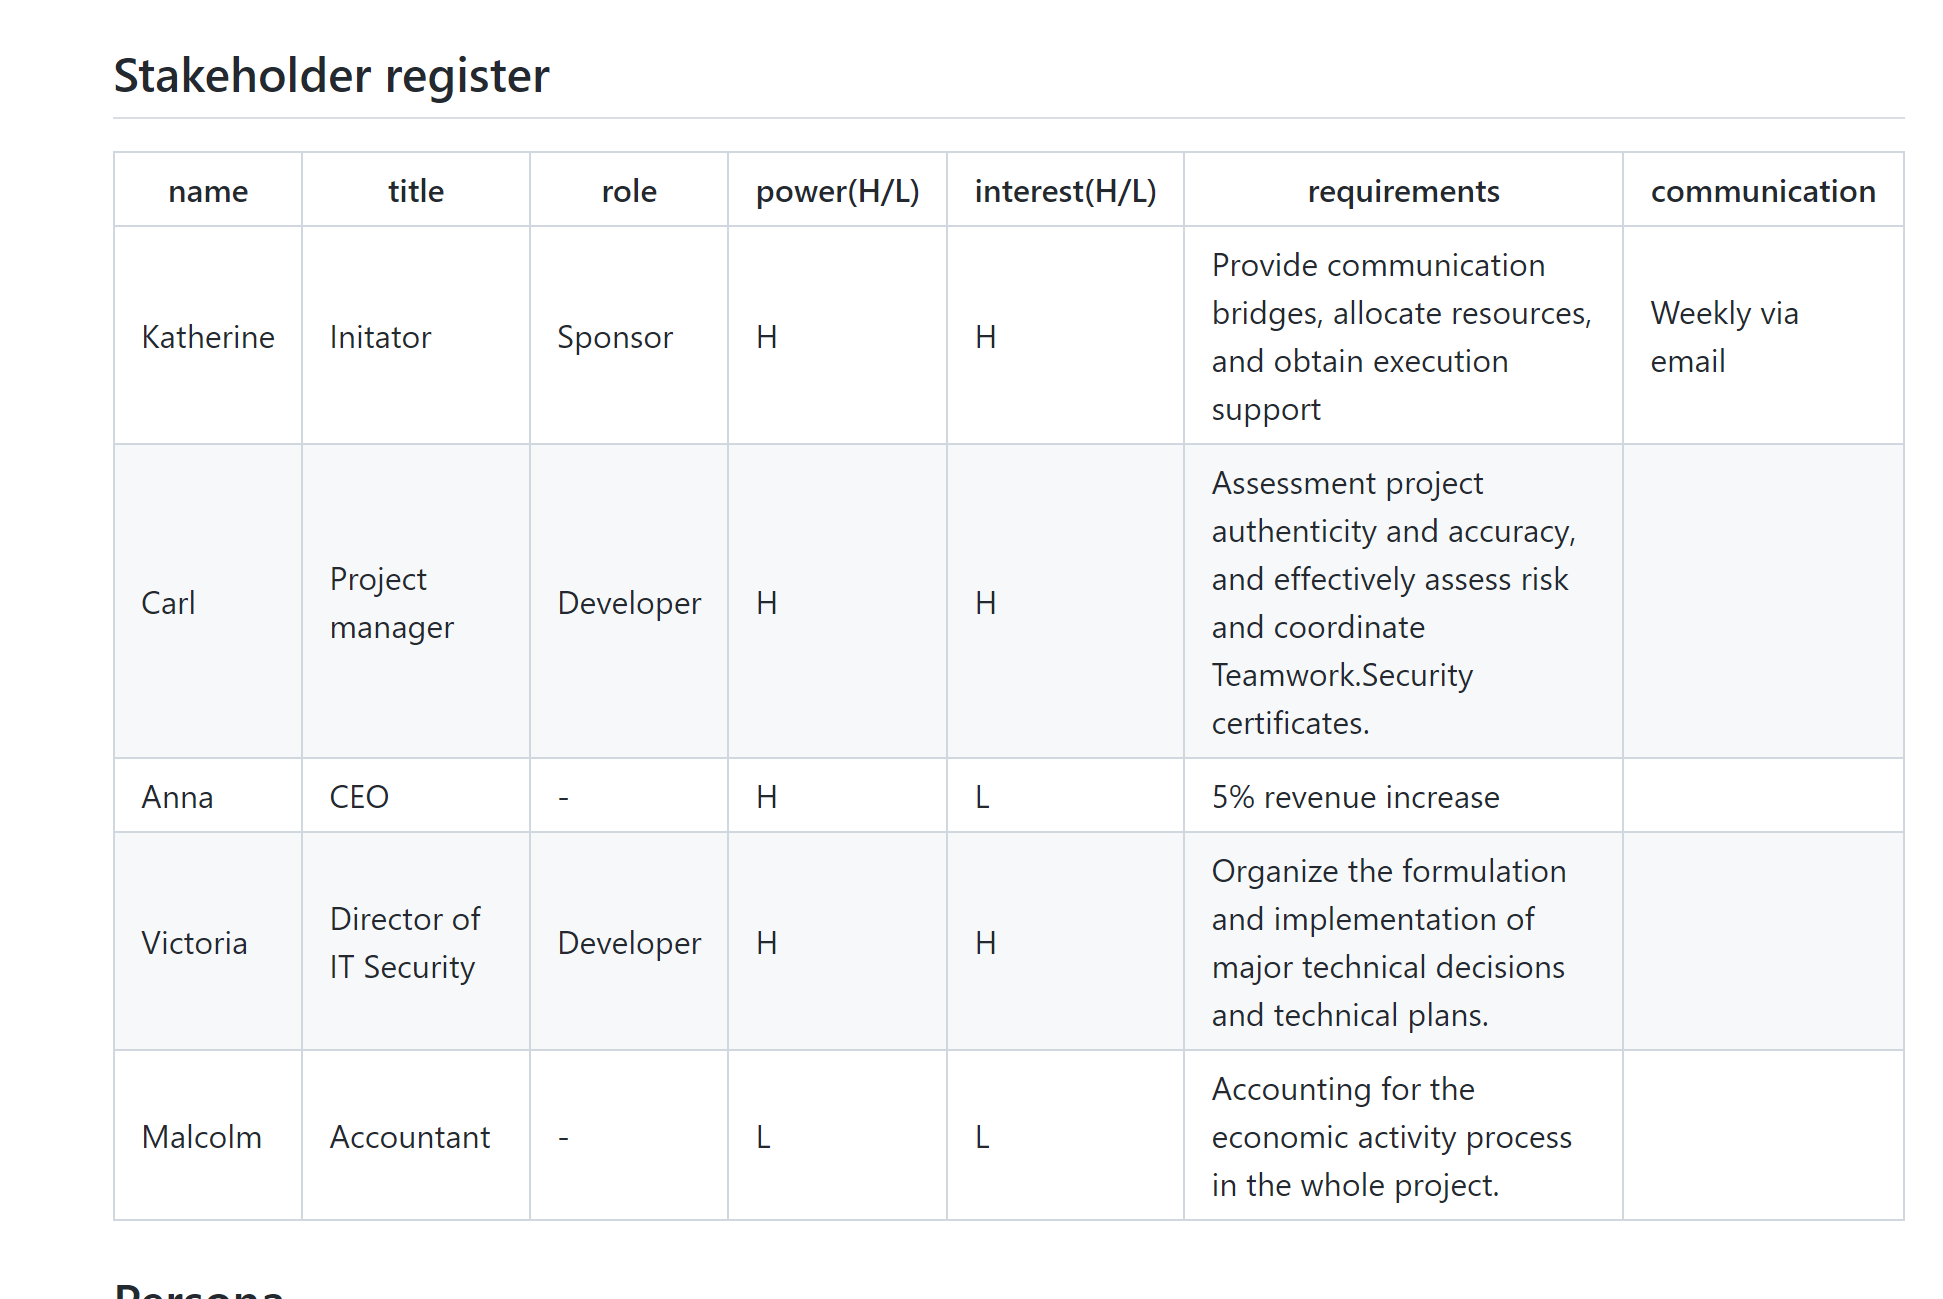 Stakeholder register
name title role power(H/L) interest(H/L) requirements communication
Katherine Initator Sponsor H H
Provide communication
bridges, allocate resources,
and obtain execution
support
Weekly via
email
Carl
Project
manager
Developer H H
Assessment project
authenticity and accuracy,
and effectively assess risk
and coordinate
Teamwork.Security
certificates.
Anna CEO - H L 5% revenue increase
Victoria
Director of
IT Security
Developer H H
Organize the formulation
and implementation of
major technical decisions
and technical plans.
Malcolm Accountant - L L
Accounting for the
economic activity process
in the whole project.
Persona